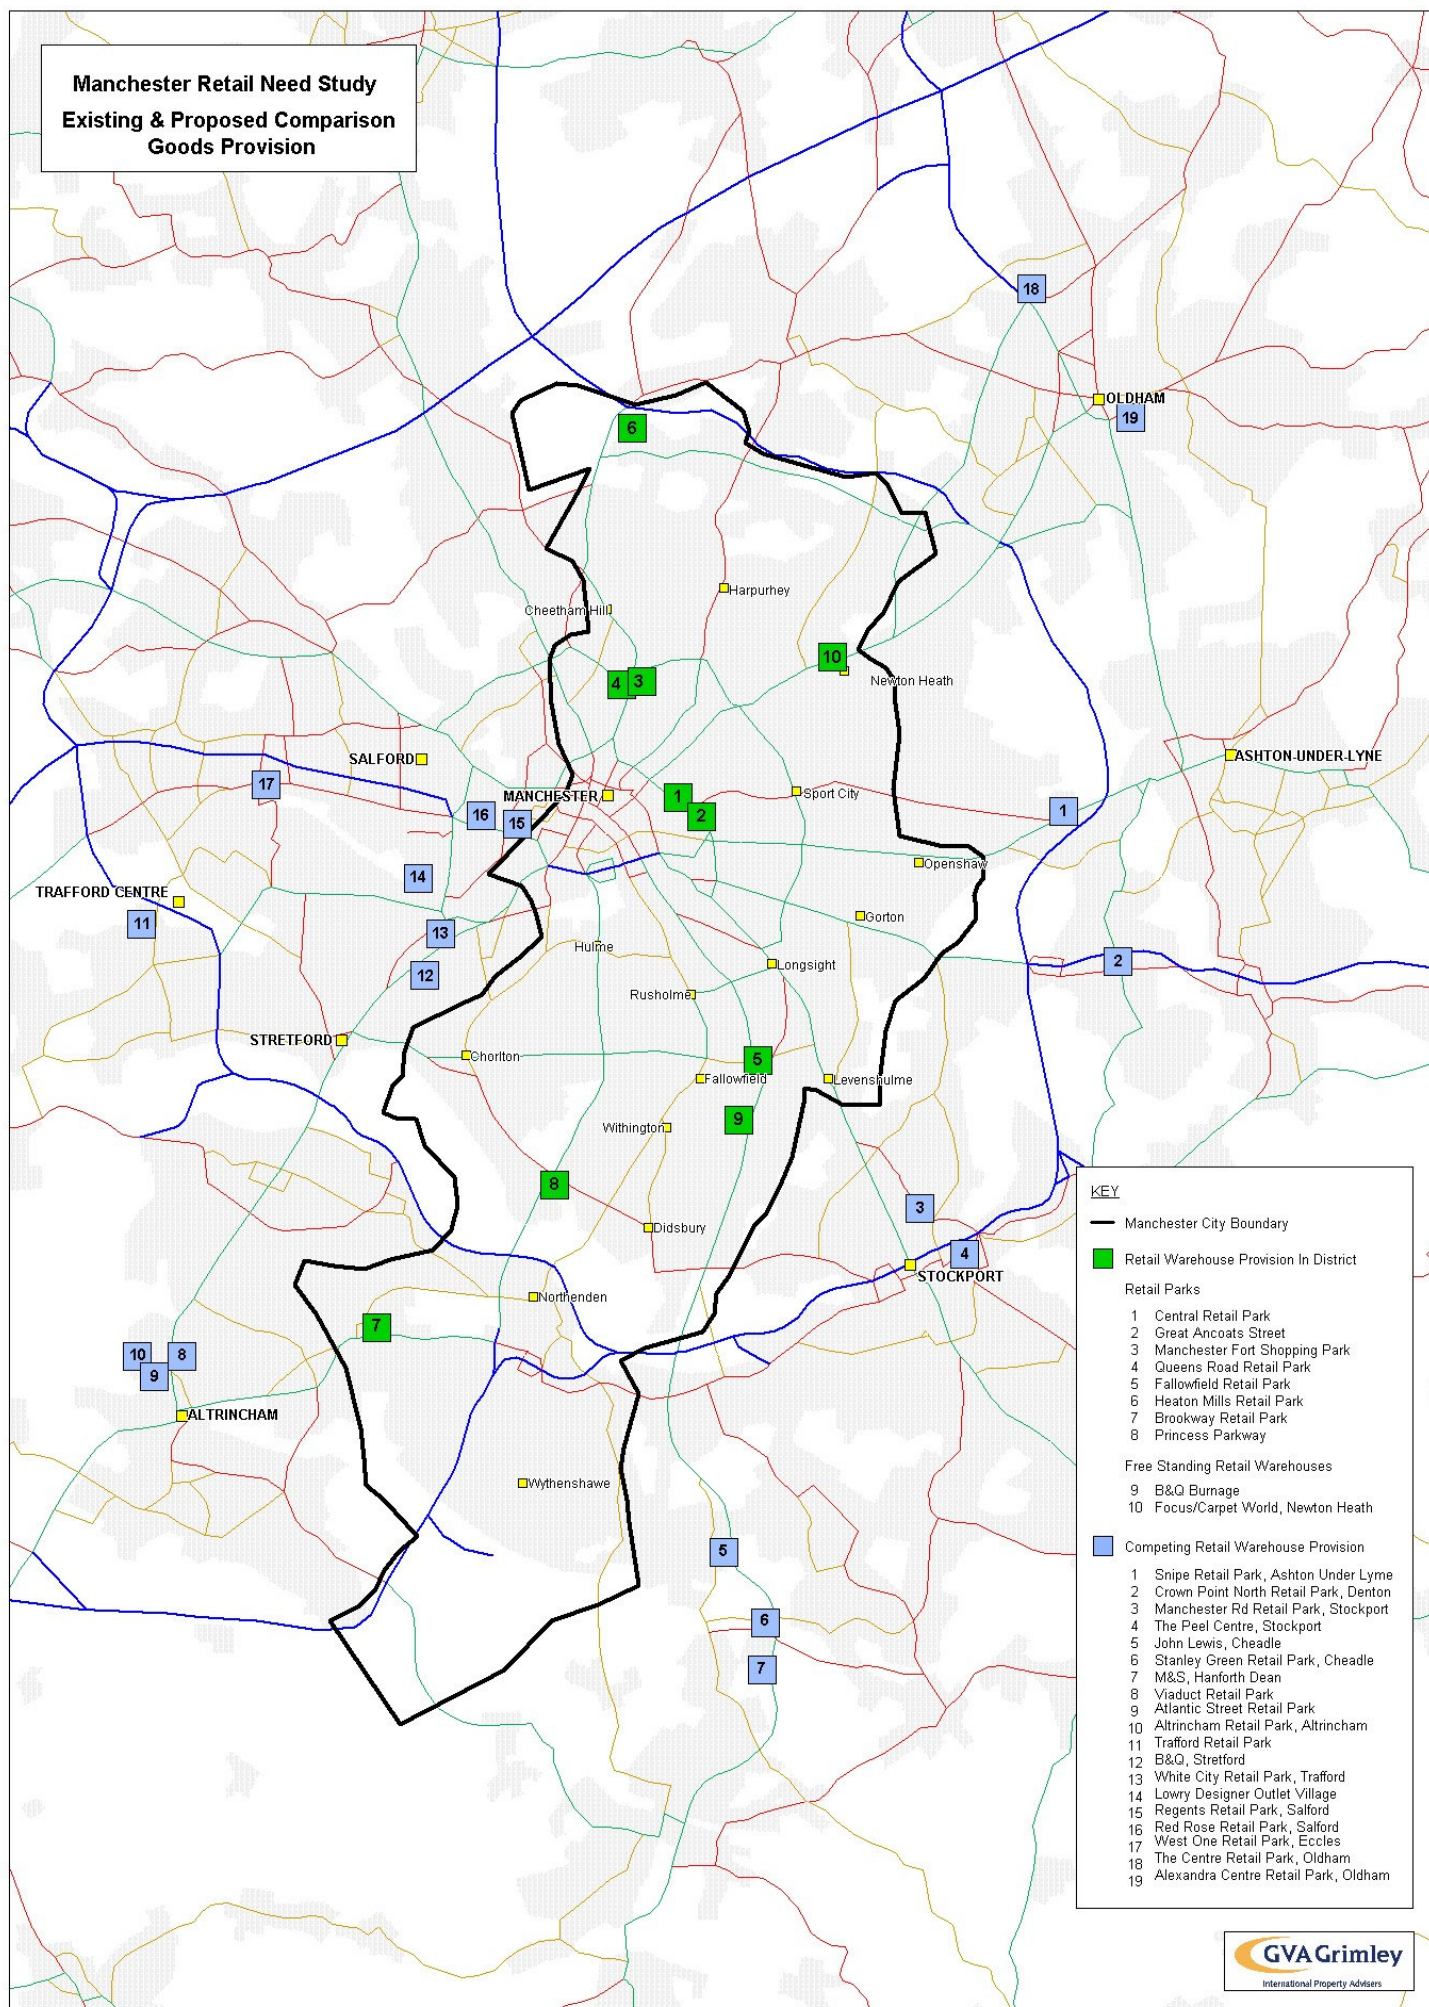 Manchester Retail Need Study
Existing & Proposed Comparison
Goods Provision
18
OLDHAM
19
6
Harpurhey
Cheetham Hill
10
Newton Heath
4
3
SALFORD
ASHTON-UNDER-LYNE
17
MANCHESTER
1
Sport City
2
1
16
15
Openshaw
14
TRAFFORD CENTRE
11
Gorton
13
Hulme
12
Longsight
2
Rusholme
STRETFORD
Chorlton
5
Fallowfield
Levenshulme
9
Withington
8
3
Didsbury
4
STOCKPORT
Northenden
7
10
8
9
ALTRINCHAM
Wythenshawe
5
6
7
KEY
Manchester City Boundary
Retail Warehouse Provision In District
Retail Parks
1 Central Retail Park
2 Great Ancoats Street
3 Manchester Fort Shopping Park
4 Queens Road Retail Park
5 Fallowfield Retail Park
6 Heaton Mills Retail Park
7 Brookway Retail Park
8 Princess Parkway
Free Standing Retail Warehouses
9 B&Q Burnage
10 Focus/Carpet World, Newton Heath
Competing Retail Warehouse Provision
1 Snipe Retail Park, Ashton Under Lyme
2 Crown Point North Retail Park, Denton
3 Manchester Rd Retail Park, Stockport
4 The Peel Centre, Stockport
5 John Lewis, Cheadle
6 Stanley Green Retail Park, Cheadle
7 M&S, Hanforth Dean
8 Viaduct Retail Park
9 Atlantic Street Retail Park
10 Altrincham Retail Park, Altrincham
11 Trafford Retail Park
12 B&Q, Stretford
13 White City Retail Park, Trafford
14 Lowry Designer Outlet Village
15 Regents Retail Park, Salford
16 Red Rose Retail Park, Salford
17 West One Retail Park, Eccles
18 The Centre Retail Park, Oldham
19 Alexandra Centre Retail Park, Oldham
GVA Grimley
International Property Advisers